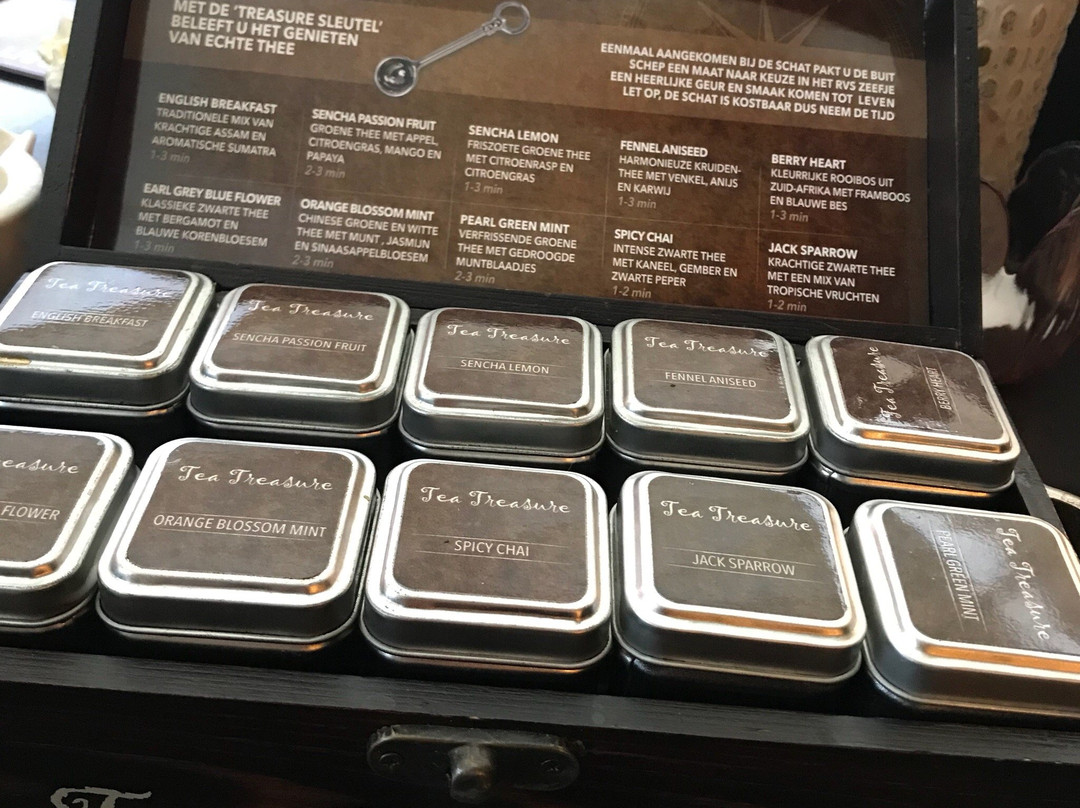 MET DE 'TREASURE SLEUTEL'
BELEEFT U HET GENIETEN
VAN ECHTE THEE
EENMAAL AANGEKOMEN BIJ DE SCHAT PAKT U DE BUIT
SCHEP EEN MAAT NAAR KEUZE IN HET RVS ZEEFJE
EEN HEERLIJKE GEUR EN SMAAK KOMEN TOT LEVEN
LET OP, DE SCHAT IS KOSTBAAR DUS NEEM DE TIJD
ENGLISH BREAKFAST
TRADITIONELE MIX VAN
KRACHTIGE ASSAM EN
AROMATISCHE SUMATRA
1-3 min
SENCHA PASSION FRUIT
GROENE THEE MET APPEL,
CITROENGRAS, MANGO EN
PAPAYA
2-3 min
SENCHA LEMON
FRISZOETE GROENE THEE
MET CITROENRASP EN
CITROENGRAS
1-3 min
FENNEL ANISEED
HARMONIEUZE KRUIDEN-
THEE MET VENKEL, ANIJS
EN KARWIJ
1-3 min
BERRY HEART
KLEURRIJKE ROOIBOS UIT
ZUID-AFRIKA MET FRAMBOOS
EN BLAUWE BES
1-3 min
EARL GREY BLUE FLOWER
KLASSIEKE ZWARTE THEE
MET BERGAMOT EN
BLAUWE KORENBLOESEM
1-3 min
ORANGE BLOSSOM MINT
CHINESE GROENE EN WITTE
THEE MET MUNT, JASMIJN
EN SINAASAPPELBLOESEM
2-3 min
PEARL GREEN MINT
VERFRISSENDE GROENE
THEE MET GEDROOGDE
MUNTBLAADJES
2-3 min
SPICY CHAI
INTENSE ZWARTE THEE
MET KANEEL, GEMBER EN
ZWARTE PEPER
1-2 min
JACK SPARROW
KRACHTIGE ZWARTE THEE
MET EEN MIX VAN
TROPISCHE VRUCHTEN
1-2 min
Tea Treasure
ENGLISH BREAKFAST
Tea Treasure
SENCHA PASSION FRUIT
Tea Treasure
SENCHA LEMON
Tea Treasure
FENNEL ANISEED
Tea Treasure
BERRY HEART
easure
FLOWER
Tea Treasure
ORANGE BLOSSOM MINT
Tea Treasure
SPICY CHAI
Tea Treasure
JACK SPARROW
Tea Treasure
PEARL GREEN MINT